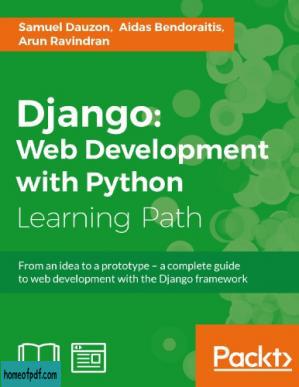 Samuel Dauzon, Aidas Bendoraitis,
Arun Ravindran
Django:
Web Development
with Python
Learning Path
From an idea to a prototype – a complete guide
to web development with the Django framework
Packt>
homeofpdf.com